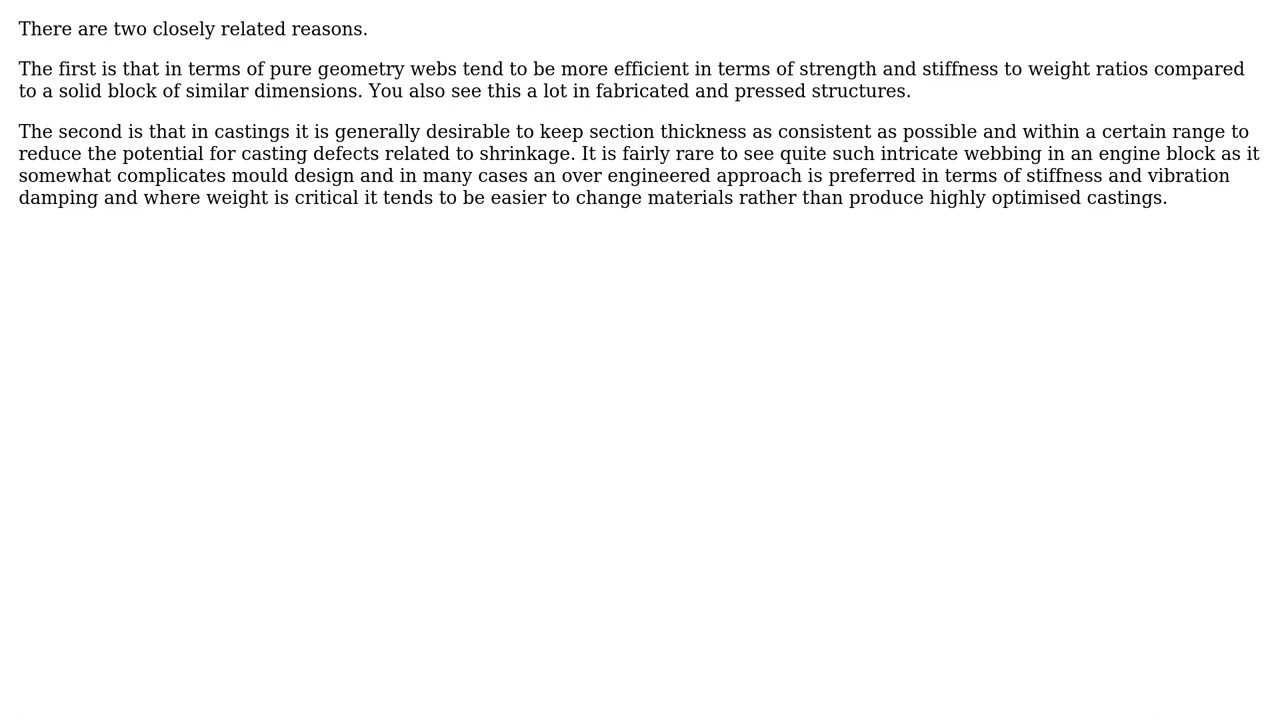 There are two closely related reasons.
The first is that in terms of pure geometry webs tend to be more efficient in terms of strength and stiffness to weight ratios compared
to a solid block of similar dimensions. You also see this a lot in fabricated and pressed structures.
The second is that in castings it is generally desirable to keep section thickness as consistent as possible and within a certain range to
reduce the potential for casting defects related to shrinkage. It is fairly rare to see quite such intricate webbing in an engine block as it
somewhat complicates mould design and in many cases an over engineered approach is preferred in terms of stiffness and vibration
damping and where weight is critical it tends to be easier to change materials rather than produce highly optimised castings.